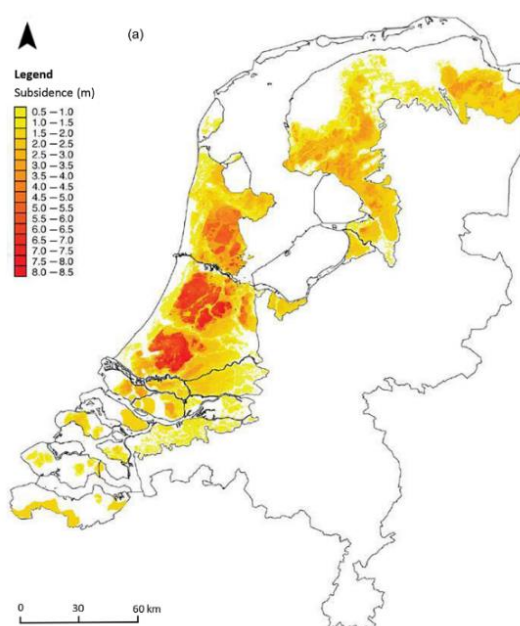 (a)
Legend
Subsidence (m)
0.5 – 1.0
1.0 – 1.5
1.5 – 2.0
2.0 – 2.5
2.5 – 3.0
3.0 – 3.5
3.5 – 4.0
4.0 – 4.5
4.5 – 5.0
5.0 – 5.5
5.5 – 6.0
6.0 – 6.5
6.5 – 7.0
7.0 – 7.5
7.5 – 8.0
8.0 – 8.5
0 30 60 km